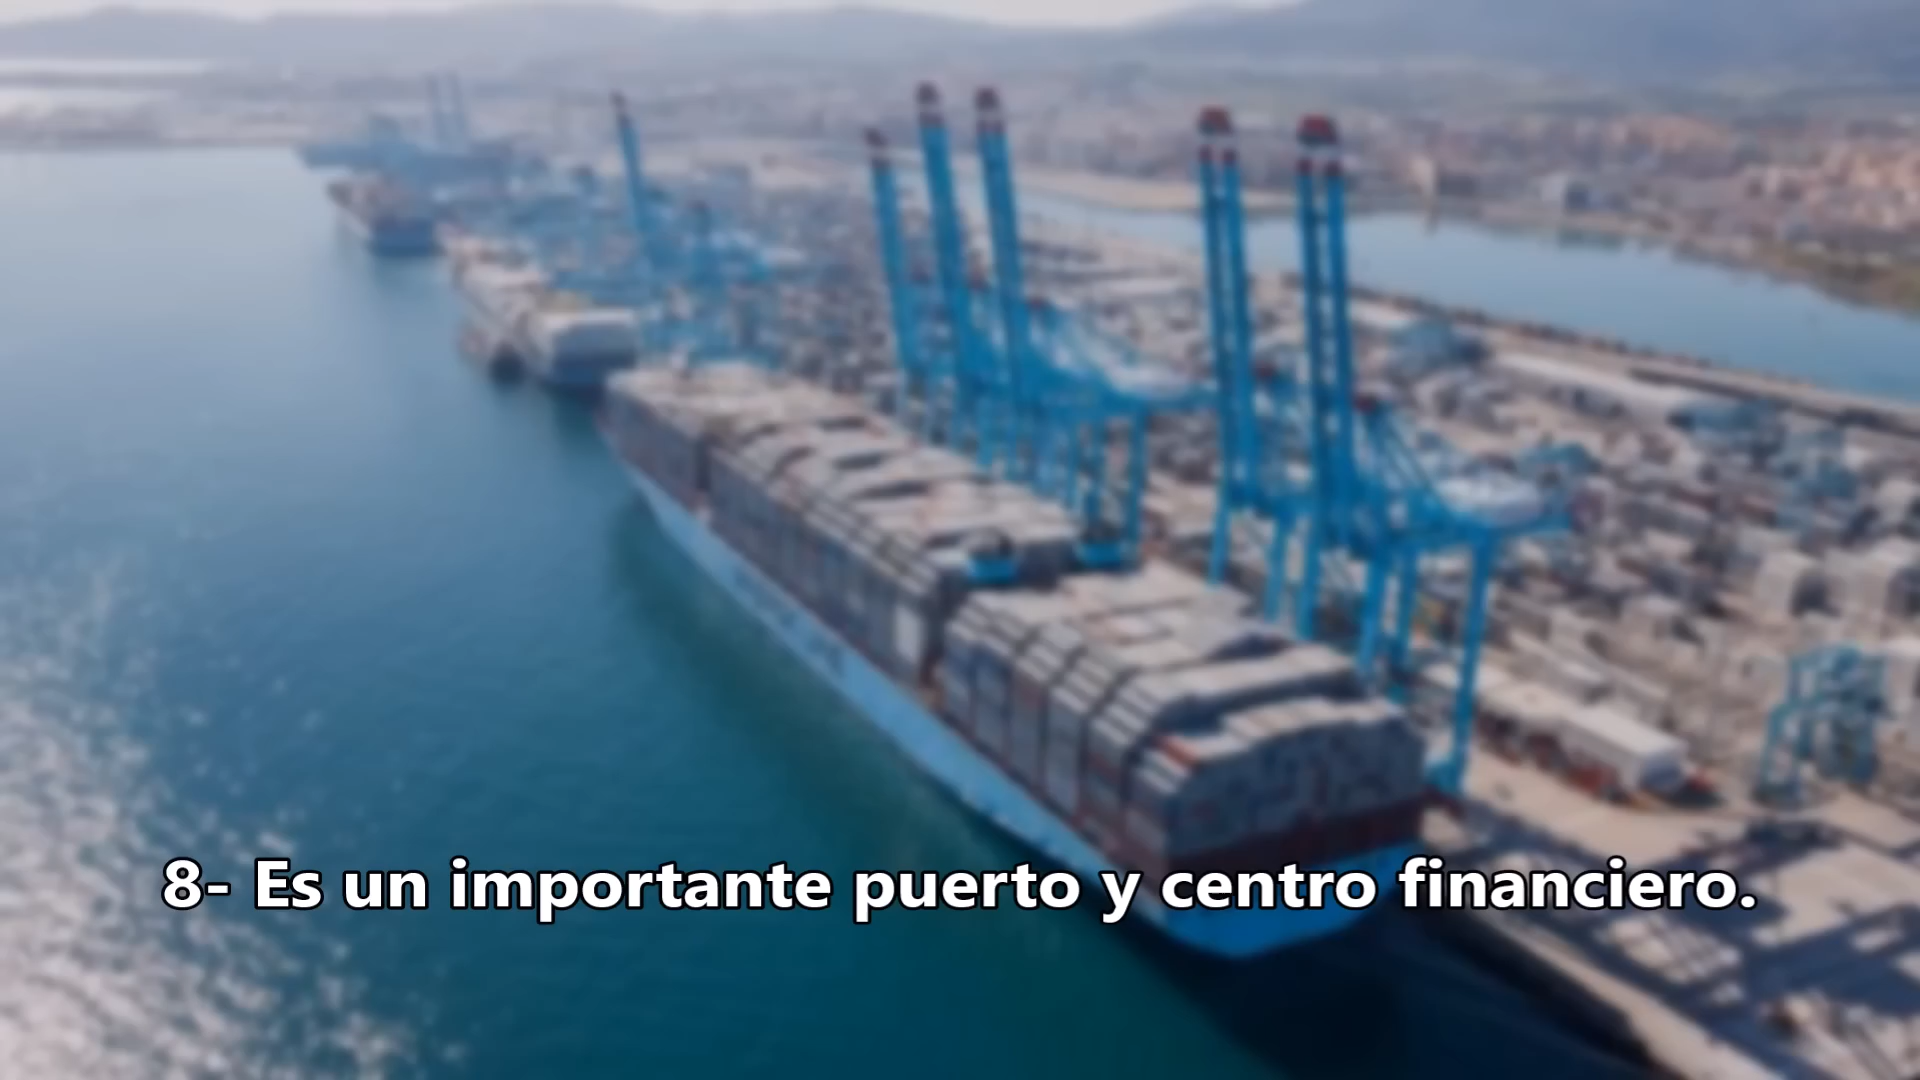 8- Es un importante puerto y centro financiero.